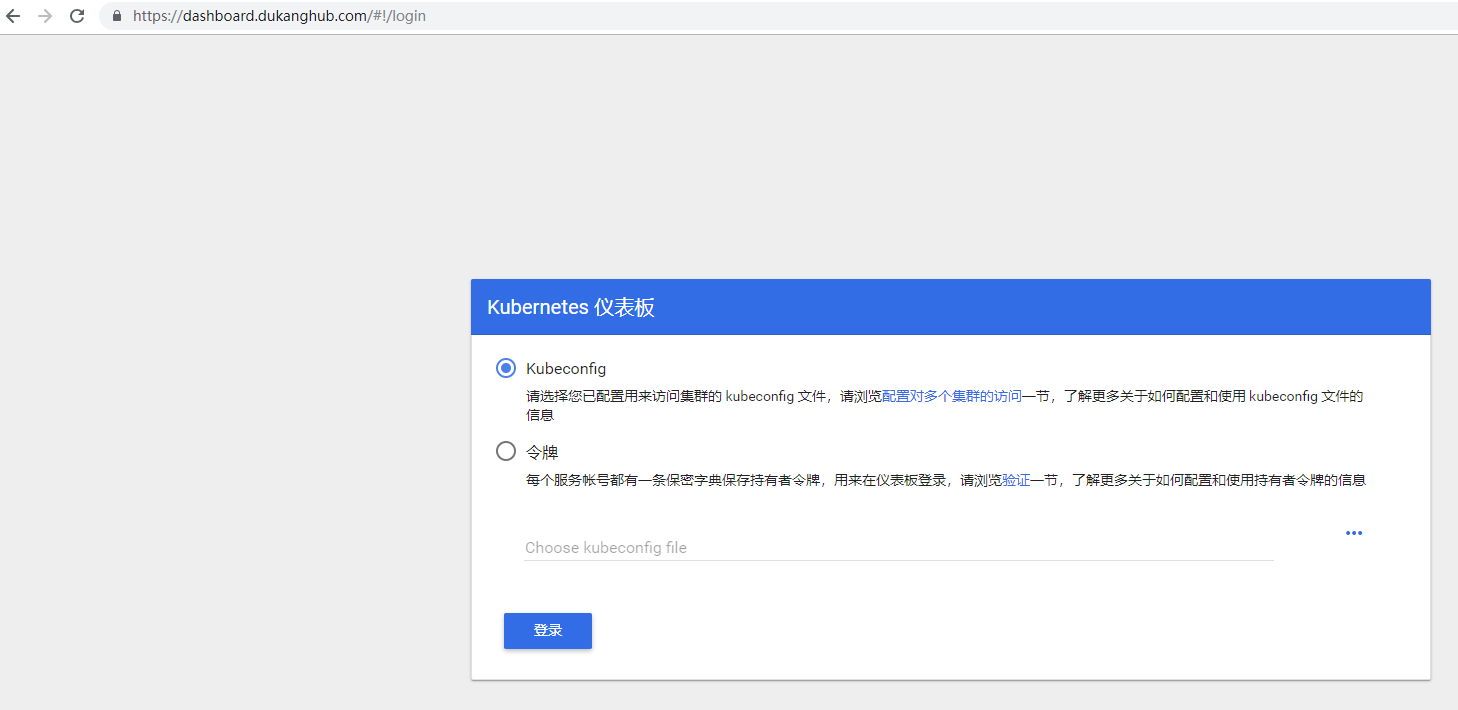 https://dashboard.dukanghub.com/#!/login
Kubernetes 仪表板
Kubeconfig
请选择您已配置用来访问集群的 kubeconfig 文件，请浏览配置对多个集群的访问一节，了解更多关于如何配置和使用 kubeconfig 文件的
信息
令牌
每个服务帐号都有一条保密字典保存持有者令牌，用来在仪表板登录，请浏览验证一节，了解更多关于如何配置和使用持有者令牌的信息
Choose kubeconfig file
登录